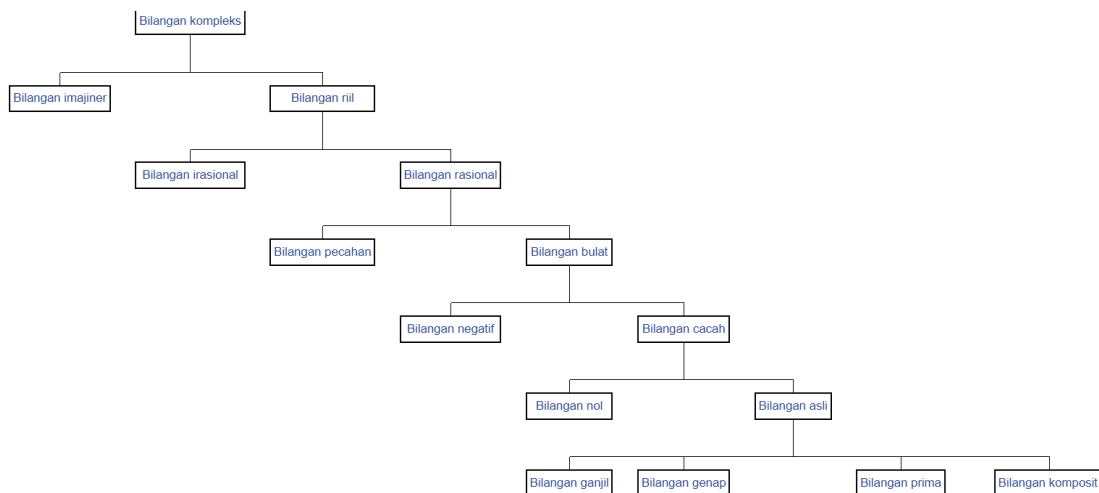 Bilangan kompleks
Bilangan imajiner
Bilangan riil
Bilangan irasional
Bilangan rasional
Bilangan pecahan
Bilangan bulat
Bilangan negatif
Bilangan cacah
Bilangan nol
Bilangan asli
Bilangan ganjil
Bilangan genap
Bilangan prima
Bilangan komposit